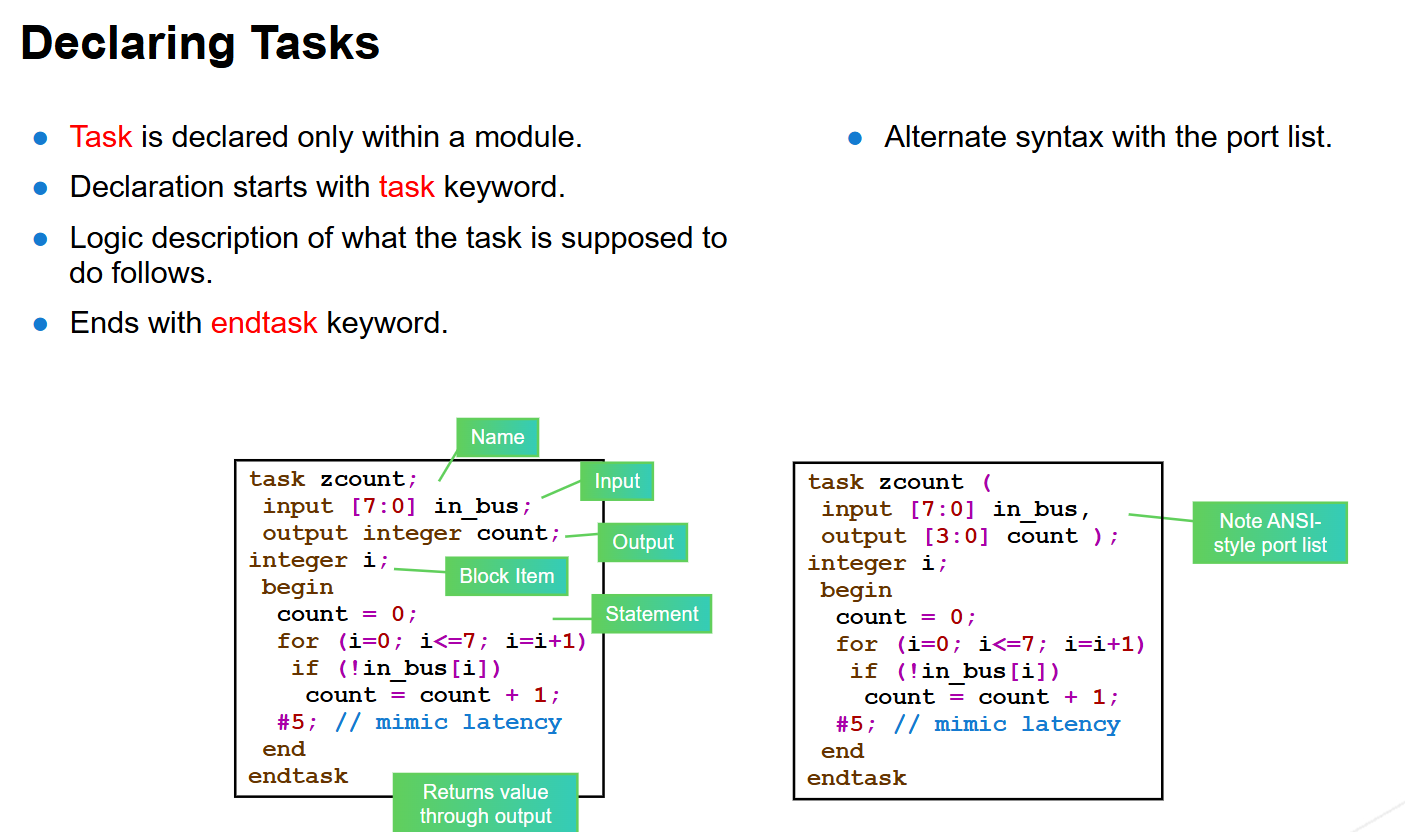 Declaring Tasks
● Task is declared only within a module.
● Declaration starts with task keyword.
● Logic description of what the task is supposed to
do follows.
● Ends with endtask keyword.
● Alternate syntax with the port list.
Name
Input
Output
Block Item
Statement
task zcount;
input [7:0] in_bus;
output integer count;
integer i;
begin
count = 0;
for (i=0; i<=7; i=i+1)
if (!in_bus[i])
count = count + 1;
#5; // mimic latency
end
endtask
Returns value
through output
task zcount (
input [7:0] in_bus,
output [3:0] count );
integer i;
begin
count = 0;
for (i=0; i<=7; i=i+1)
if (!in_bus[i])
count = count + 1;
#5; // mimic latency
end
endtask
Note ANSI-
style port list